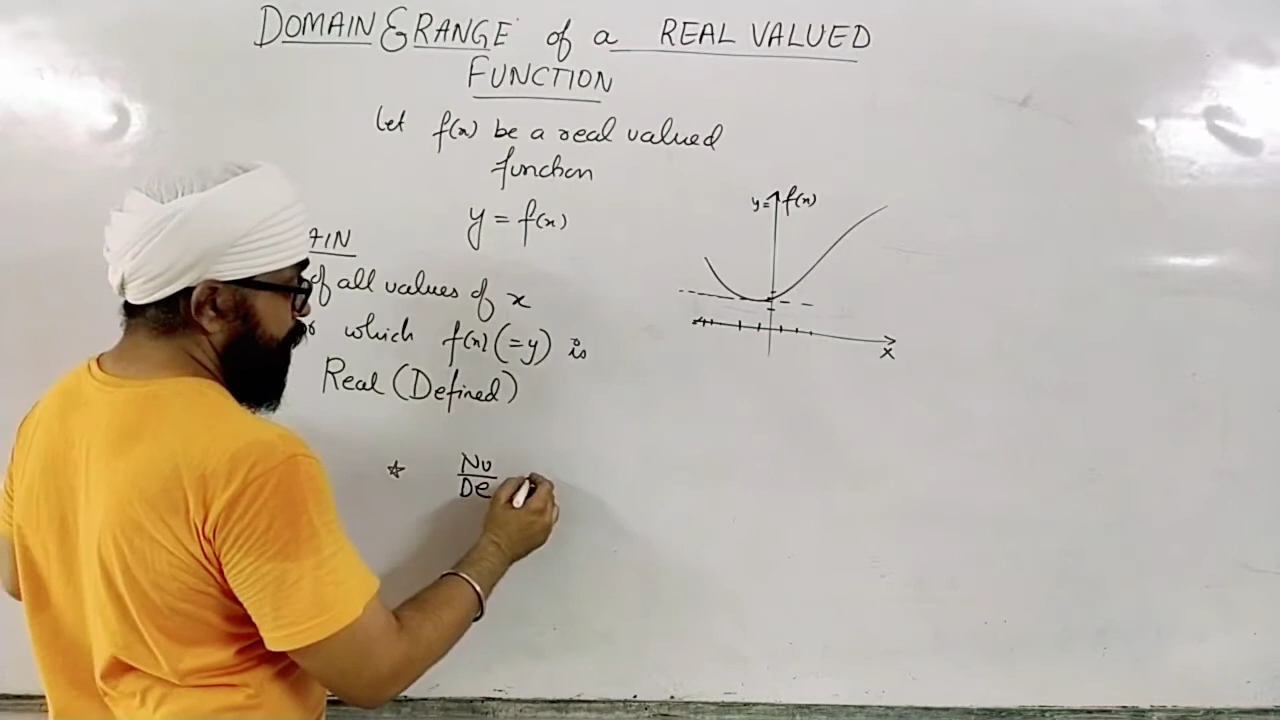 DOMAIN & RANGE of a REAL VALUED
FUNCTION
Let f(x) be a real valued
function
y = f(x)
AIN
of all values of x
which f(x) (=y) is
Real (Defined)
☆ Nu
De
y = f(x)
x